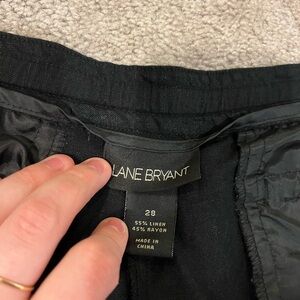 LANE BRYANT
28
55% LINEN
45% RAYON
MADE IN
CHINA